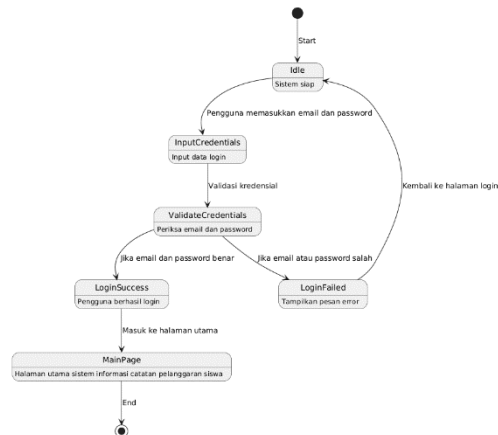 Start
Idle
Sistem siap
Pengguna memasukkan email dan password
InputCredentials
Input data login
Validasi kredensial
Kembali ke halaman login
ValidateCredentials
Periksa email dan password
Jika email dan password benar
Jika email atau password salah
LoginSuccess
Pengguna berhasil login
LoginFailed
Tampilkan pesan error
Masuk ke halaman utama
MainPage
Halaman utama sistem informasi catatan pelanggaran siswa
End